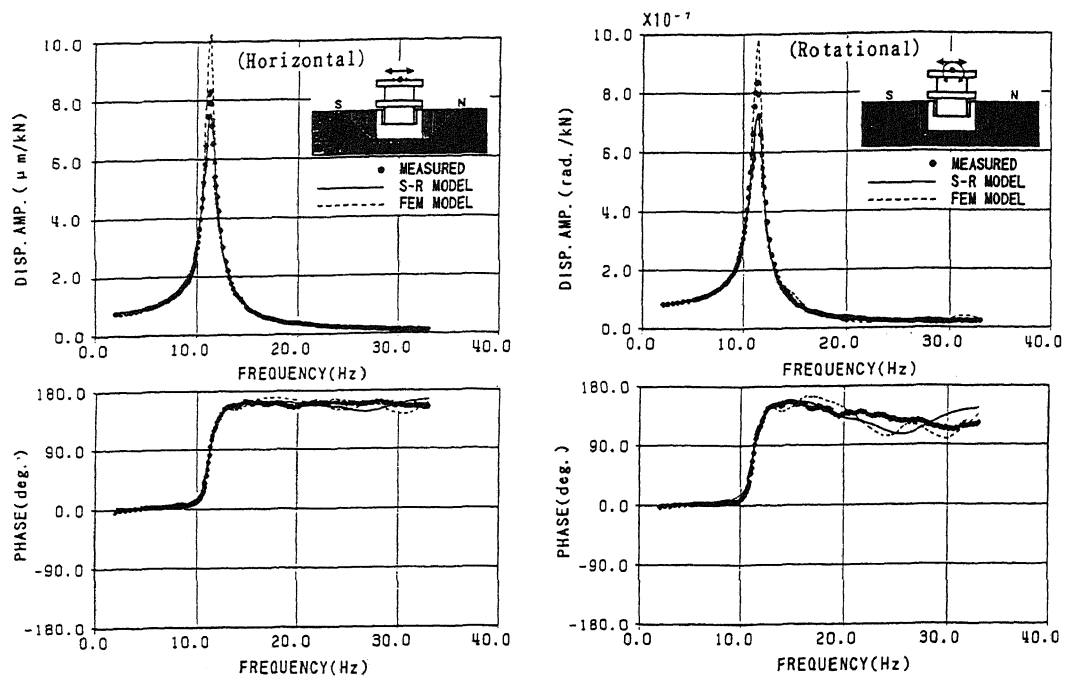 (Horizontal)
10.0
8.0
6.0
4.0
2.0
0.0
DISP. AMP. (μm/kN)
S
N
MEASURED
S-R MODEL
FEM MODEL
0.0
10.0
20.0
30.0
40.0
FREQUENCY(Hz)
180.0
90.0
0.0
-90.0
-180.0
PHASE(deg.)
0.0
10.0
20.0
30.0
40.0
FREQUENCY(Hz)
X10⁻⁷
(Rotational)
10.0
8.0
6.0
4.0
2.0
0.0
DISP. AMP. (rad./kN)
S
N
MEASURED
S-R MODEL
FEM MODEL
0.0
10.0
20.0
30.0
40.0
FREQUENCY(Hz)
180.0
90.0
0.0
-90.0
-180.0
PHASE(deg.)
0.0
10.0
20.0
30.0
40.0
FREQUENCY(Hz)